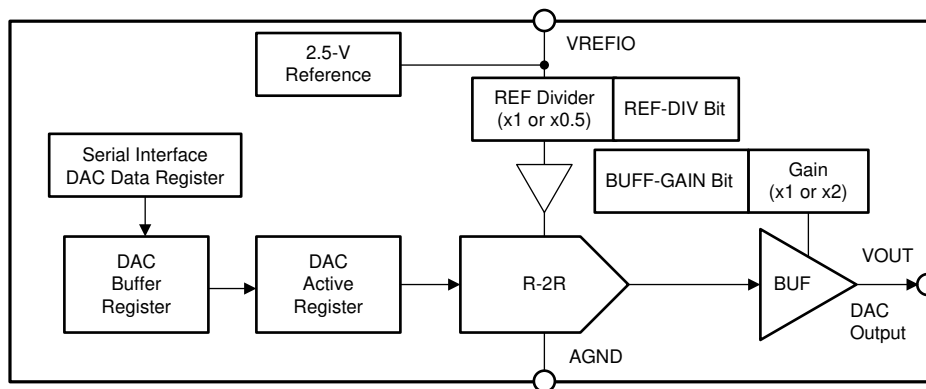 VREFIO
2.5-V
Reference
REF Divider
(x1 or x0.5)
REF-DIV Bit
Serial Interface
DAC Data Register
BUFF-GAIN Bit
Gain
(x1 or x2)
DAC
Buffer
Register
DAC
Active
Register
R-2R
BUF
VOUT
DAC
Output
AGND